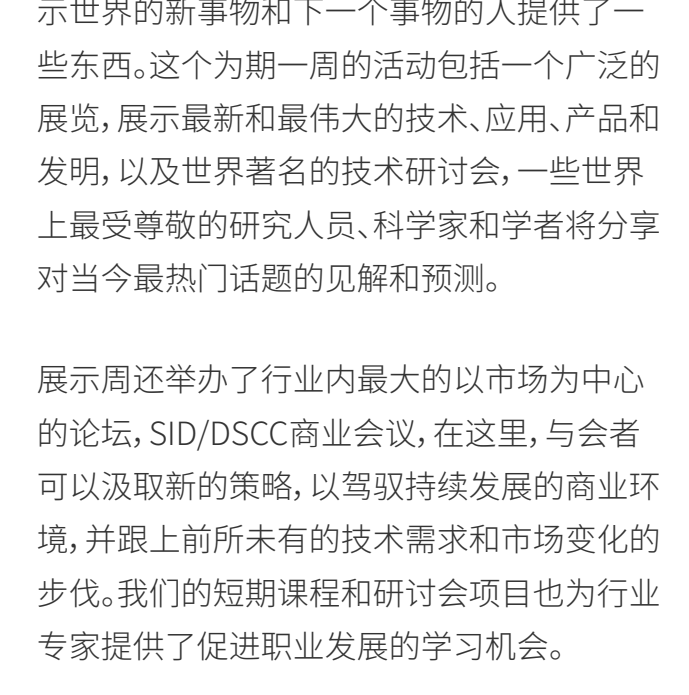 示世界的新事物和下一个事物的人提供了一
些东西。这个为期一周的活动包括一个广泛的
展览，展示最新和最伟大的技术、应用、产品和
发明，以及世界著名的技术研讨会，一些世界
上最受尊敬的研究人员、科学家和学者将分享
对当今最热门话题的见解和预测。
展示周还举办了行业内最大的以市场为中心
的论坛，SID/DSCC商业会议，在这里，与会者
可以汲取新的策略，以驾驭持续发展的商业环
境，并跟上前所未有的技术需求和市场变化的
步伐。我们的短期课程和研讨会项目也为行业
专家提供了促进职业发展的学习机会。